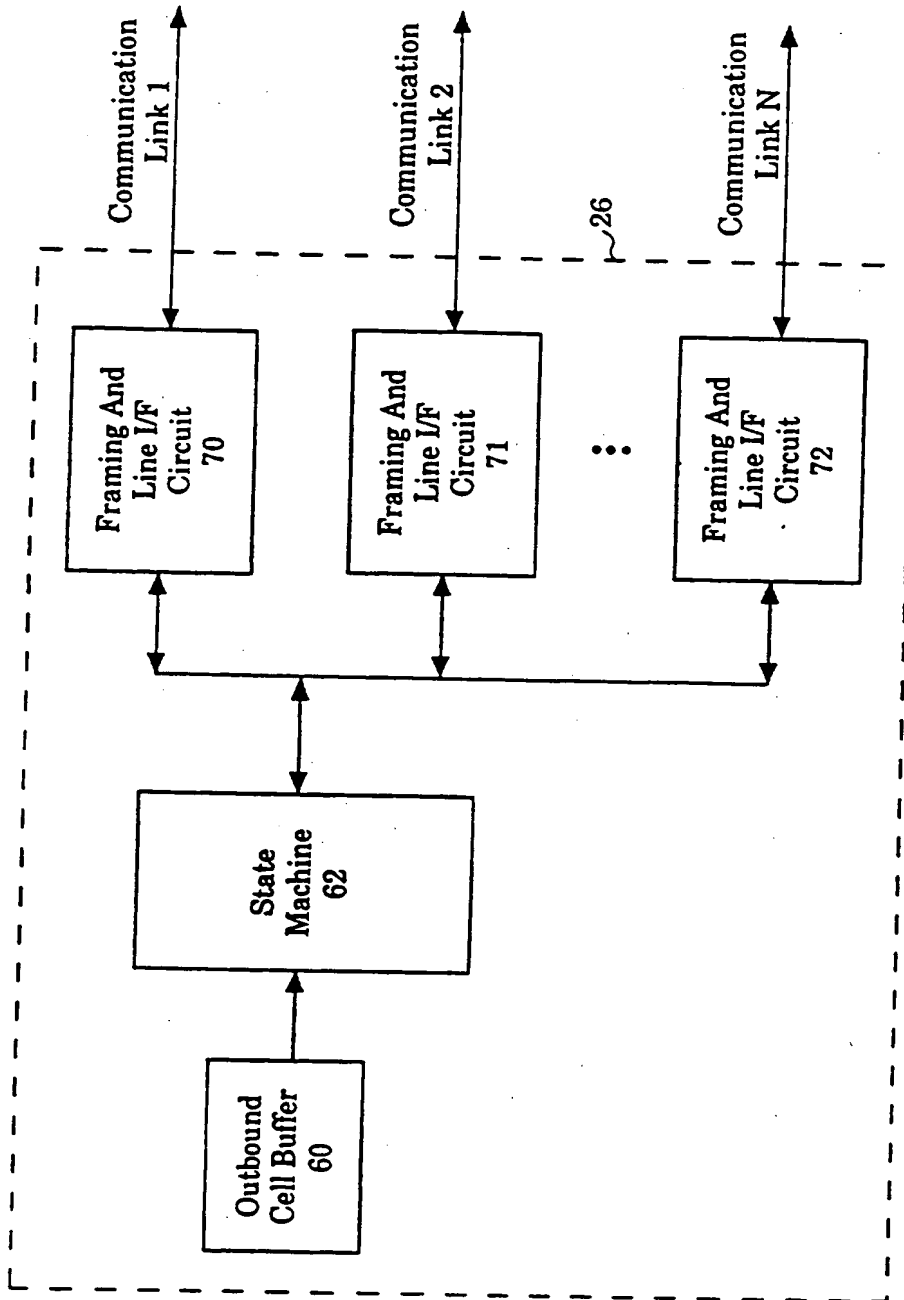 Outbound
Cell Buffer
60
State
Machine
62
Framing And
Line I/F
Circuit
70
Framing And
Line I/F
Circuit
71
Framing And
Line I/F
Circuit
72
Communication
Link 1
Communication
Link 2
26
Communication
Link N